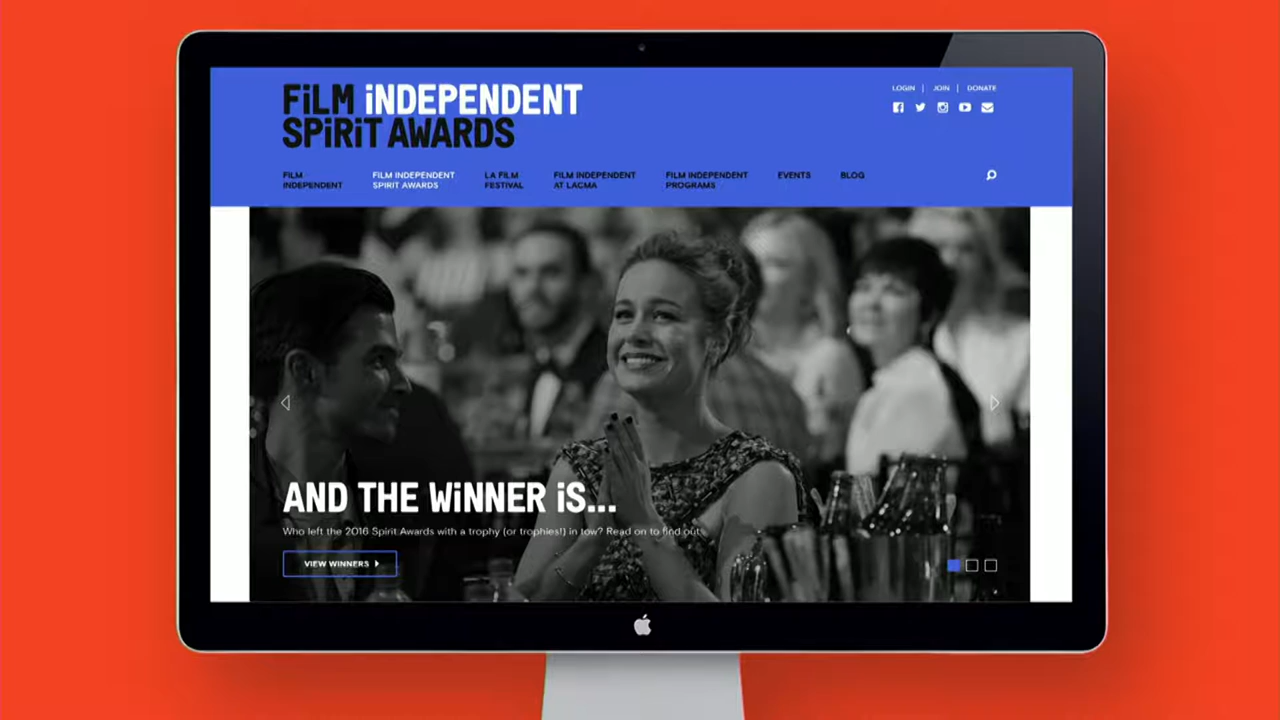 FiLM iNDEPENDENT
SPiRiT AWARDS
LOGIN | JOIN | DONATE
FILM INDEPENDENT
FILM INDEPENDENT SPIRIT AWARDS
LA FILM FESTIVAL
FILM INDEPENDENT AT LACMA
FILM INDEPENDENT PROGRAMS
EVENTS
BLOG
AND THE WiNNER iS...
Who left the 2016 Spirit Awards with a trophy (or trophies!) in tow? Read on to find out.
VIEW WINNERS